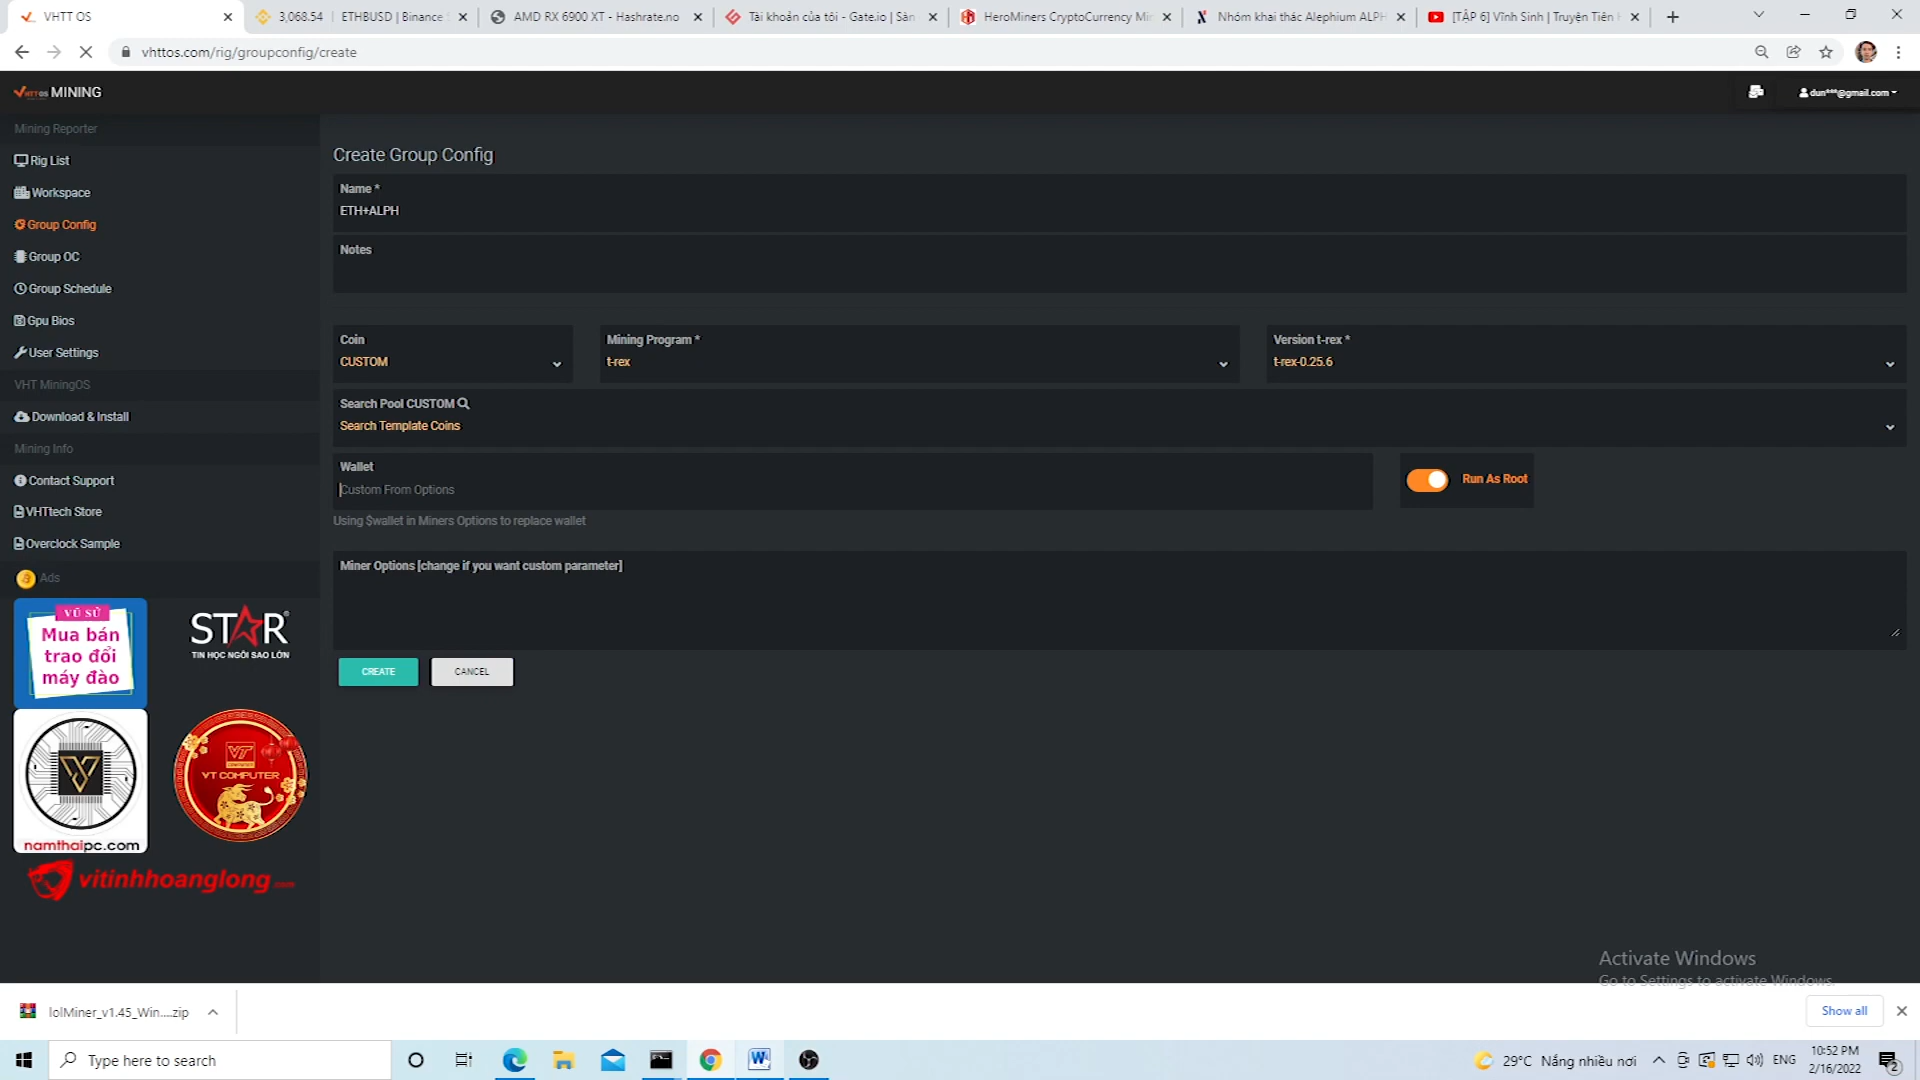 VHTT OS
3,068.54 | ETHBUSD | Binance S
AMD RX 6900 XT - Hashrate.no
Tài khoản của tôi - Gate.io | Sàn
HeroMiners CryptoCurrency Min
Nhóm khai thác Alephium ALPH
[TẬP 6] Vĩnh Sinh | Truyện Tiên H
vhttos.com/rig/groupconfig/create
VHTTOS MINING
dun***@gmail.com
Mining Reporter
Rig List
Workspace
Group Config
Group OC
Group Schedule
Gpu Bios
User Settings
VHT MiningOS
Download & Install
Mining Info
Contact Support
VHTtech Store
Overclock Sample
Ads
VŨ SỬ
Mua bán
trao đổi
máy đào
STAR
TIN HỌC NGÔI SAO LỚN
namthaipc.com
VT
VT COMPUTER
vitinhhoanglong.com
Create Group Config
Name *
ETH+ALPH
Notes
Coin
CUSTOM
Mining Program *
t-rex
Version t-rex *
t-rex-0.25.6
Search Pool CUSTOM
Search Template Coins
Wallet
Custom From Options
Run As Root
Using $wallet in Miners Options to replace wallet
Miner Options [change if you want custom parameter]
CREATE
CANCEL
Activate Windows
Go to Settings to activate Windows.
lolMiner_v1.45_Win....zip
Show all
Type here to search
29°C Nắng nhiều nơi
ENG
10:52 PM
2/16/2022
2